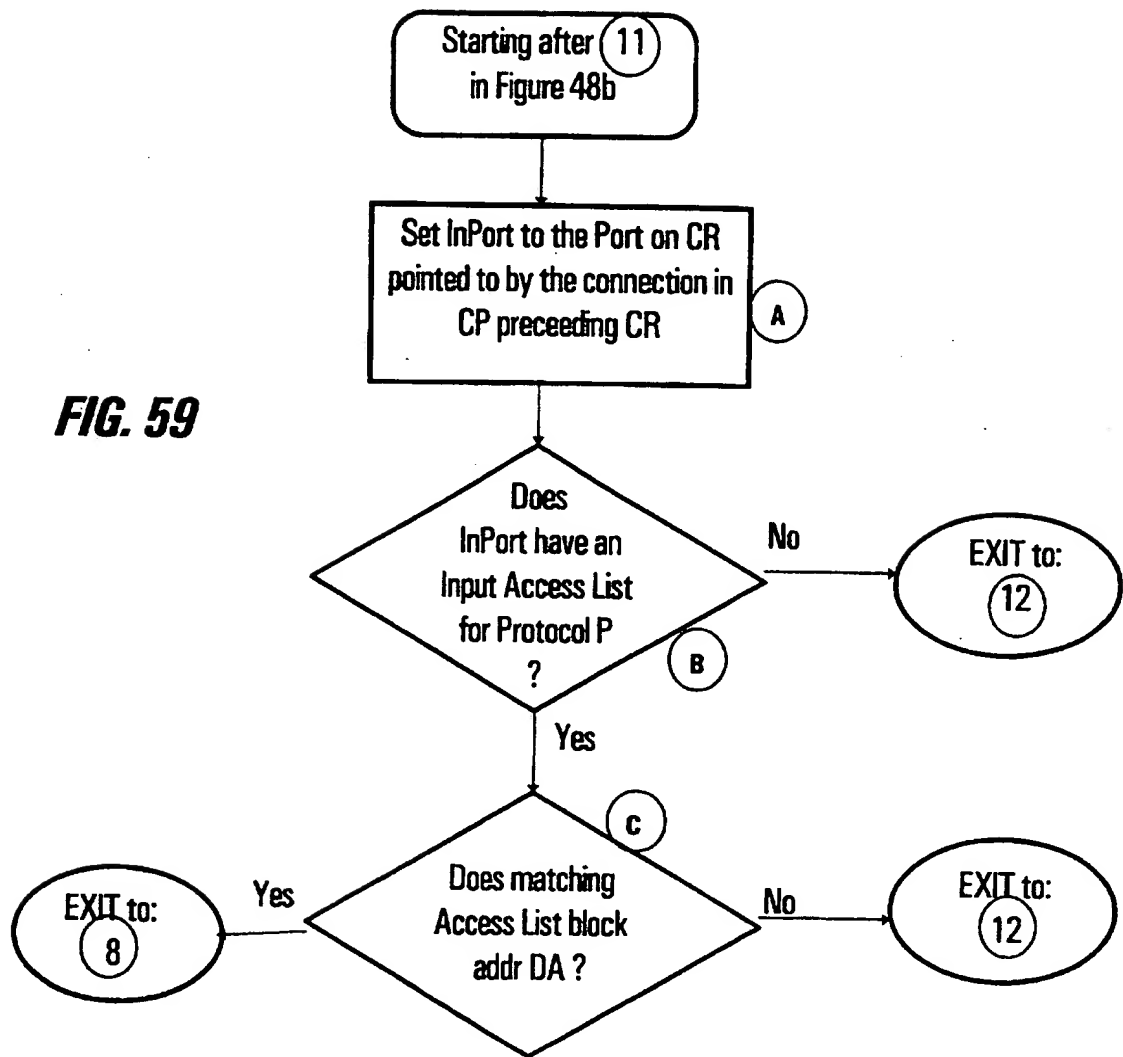 Starting after 11
in Figure 48b
Set InPort to the Port on CR
pointed to by the connection in
CP preceeding CR
A
FIG. 59
Does
InPort have an
Input Access List
for Protocol P
?
B
No
EXIT to:
12
Yes
C
Does matching
Access List block
addr DA ?
Yes
EXIT to:
8
No
EXIT to:
12